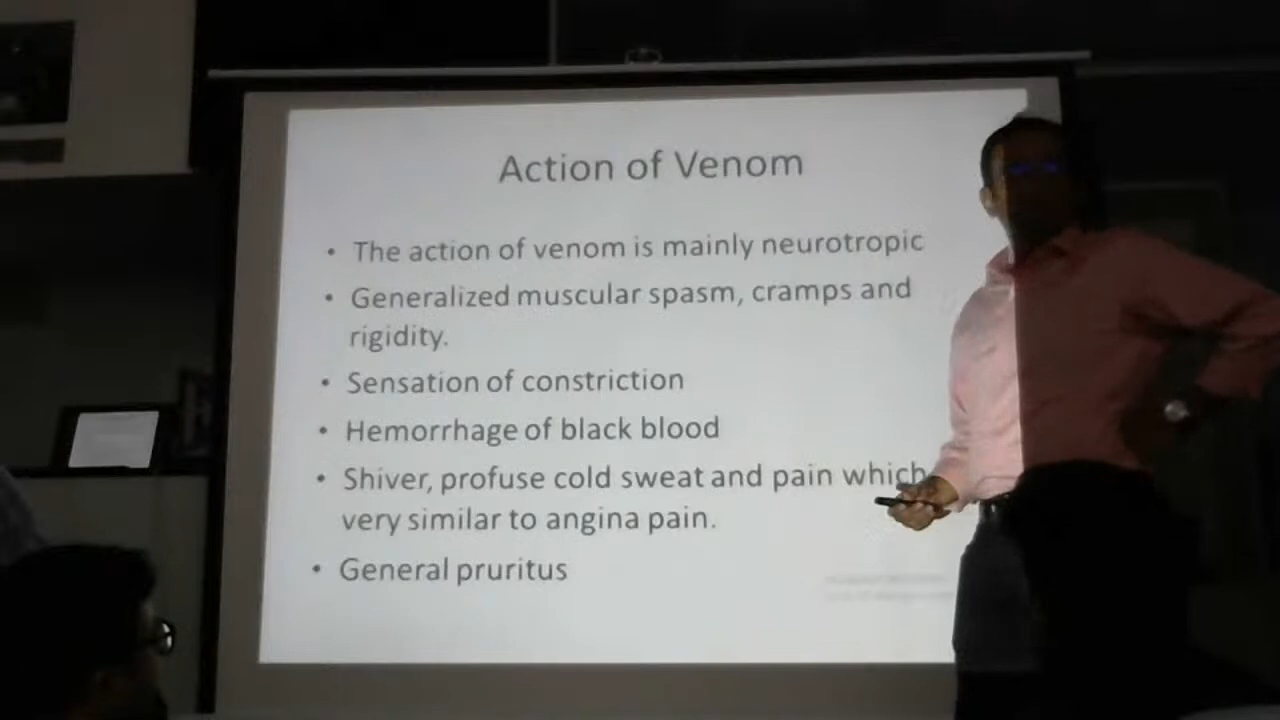 Action of Venom
• The action of venom is mainly neurotropic
• Generalized muscular spasm, cramps and
rigidity.
• Sensation of constriction
• Hemorrhage of black blood
• Shiver, profuse cold sweat and pain which
very similar to angina pain.
• General pruritus